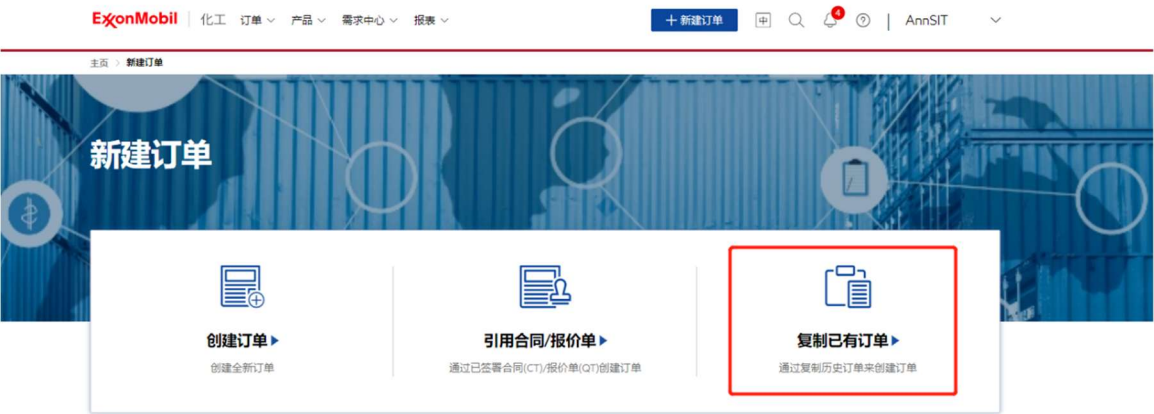 ExxonMobil 化工 订单 产品 需求中心 报表 + 新建订单 中 4 ? AnnSIT
主页 > 新建订单
新建订单
创建订单 引用合同/报价单 复制已有订单
创建全新订单 通过已签署合同(CT)/报价单(QT)创建订单 通过复制历史订单来创建订单